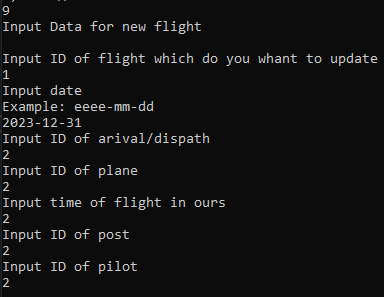 9
Input Data for new flight
Input ID of flight which do you whant to update
1
Input date
Example: eeee-mm-dd
2023-12-31
Input ID of arival/dispath
2
Input ID of plane
2
Input time of flight in ours
2
Input ID of post
2
Input ID of pilot
2